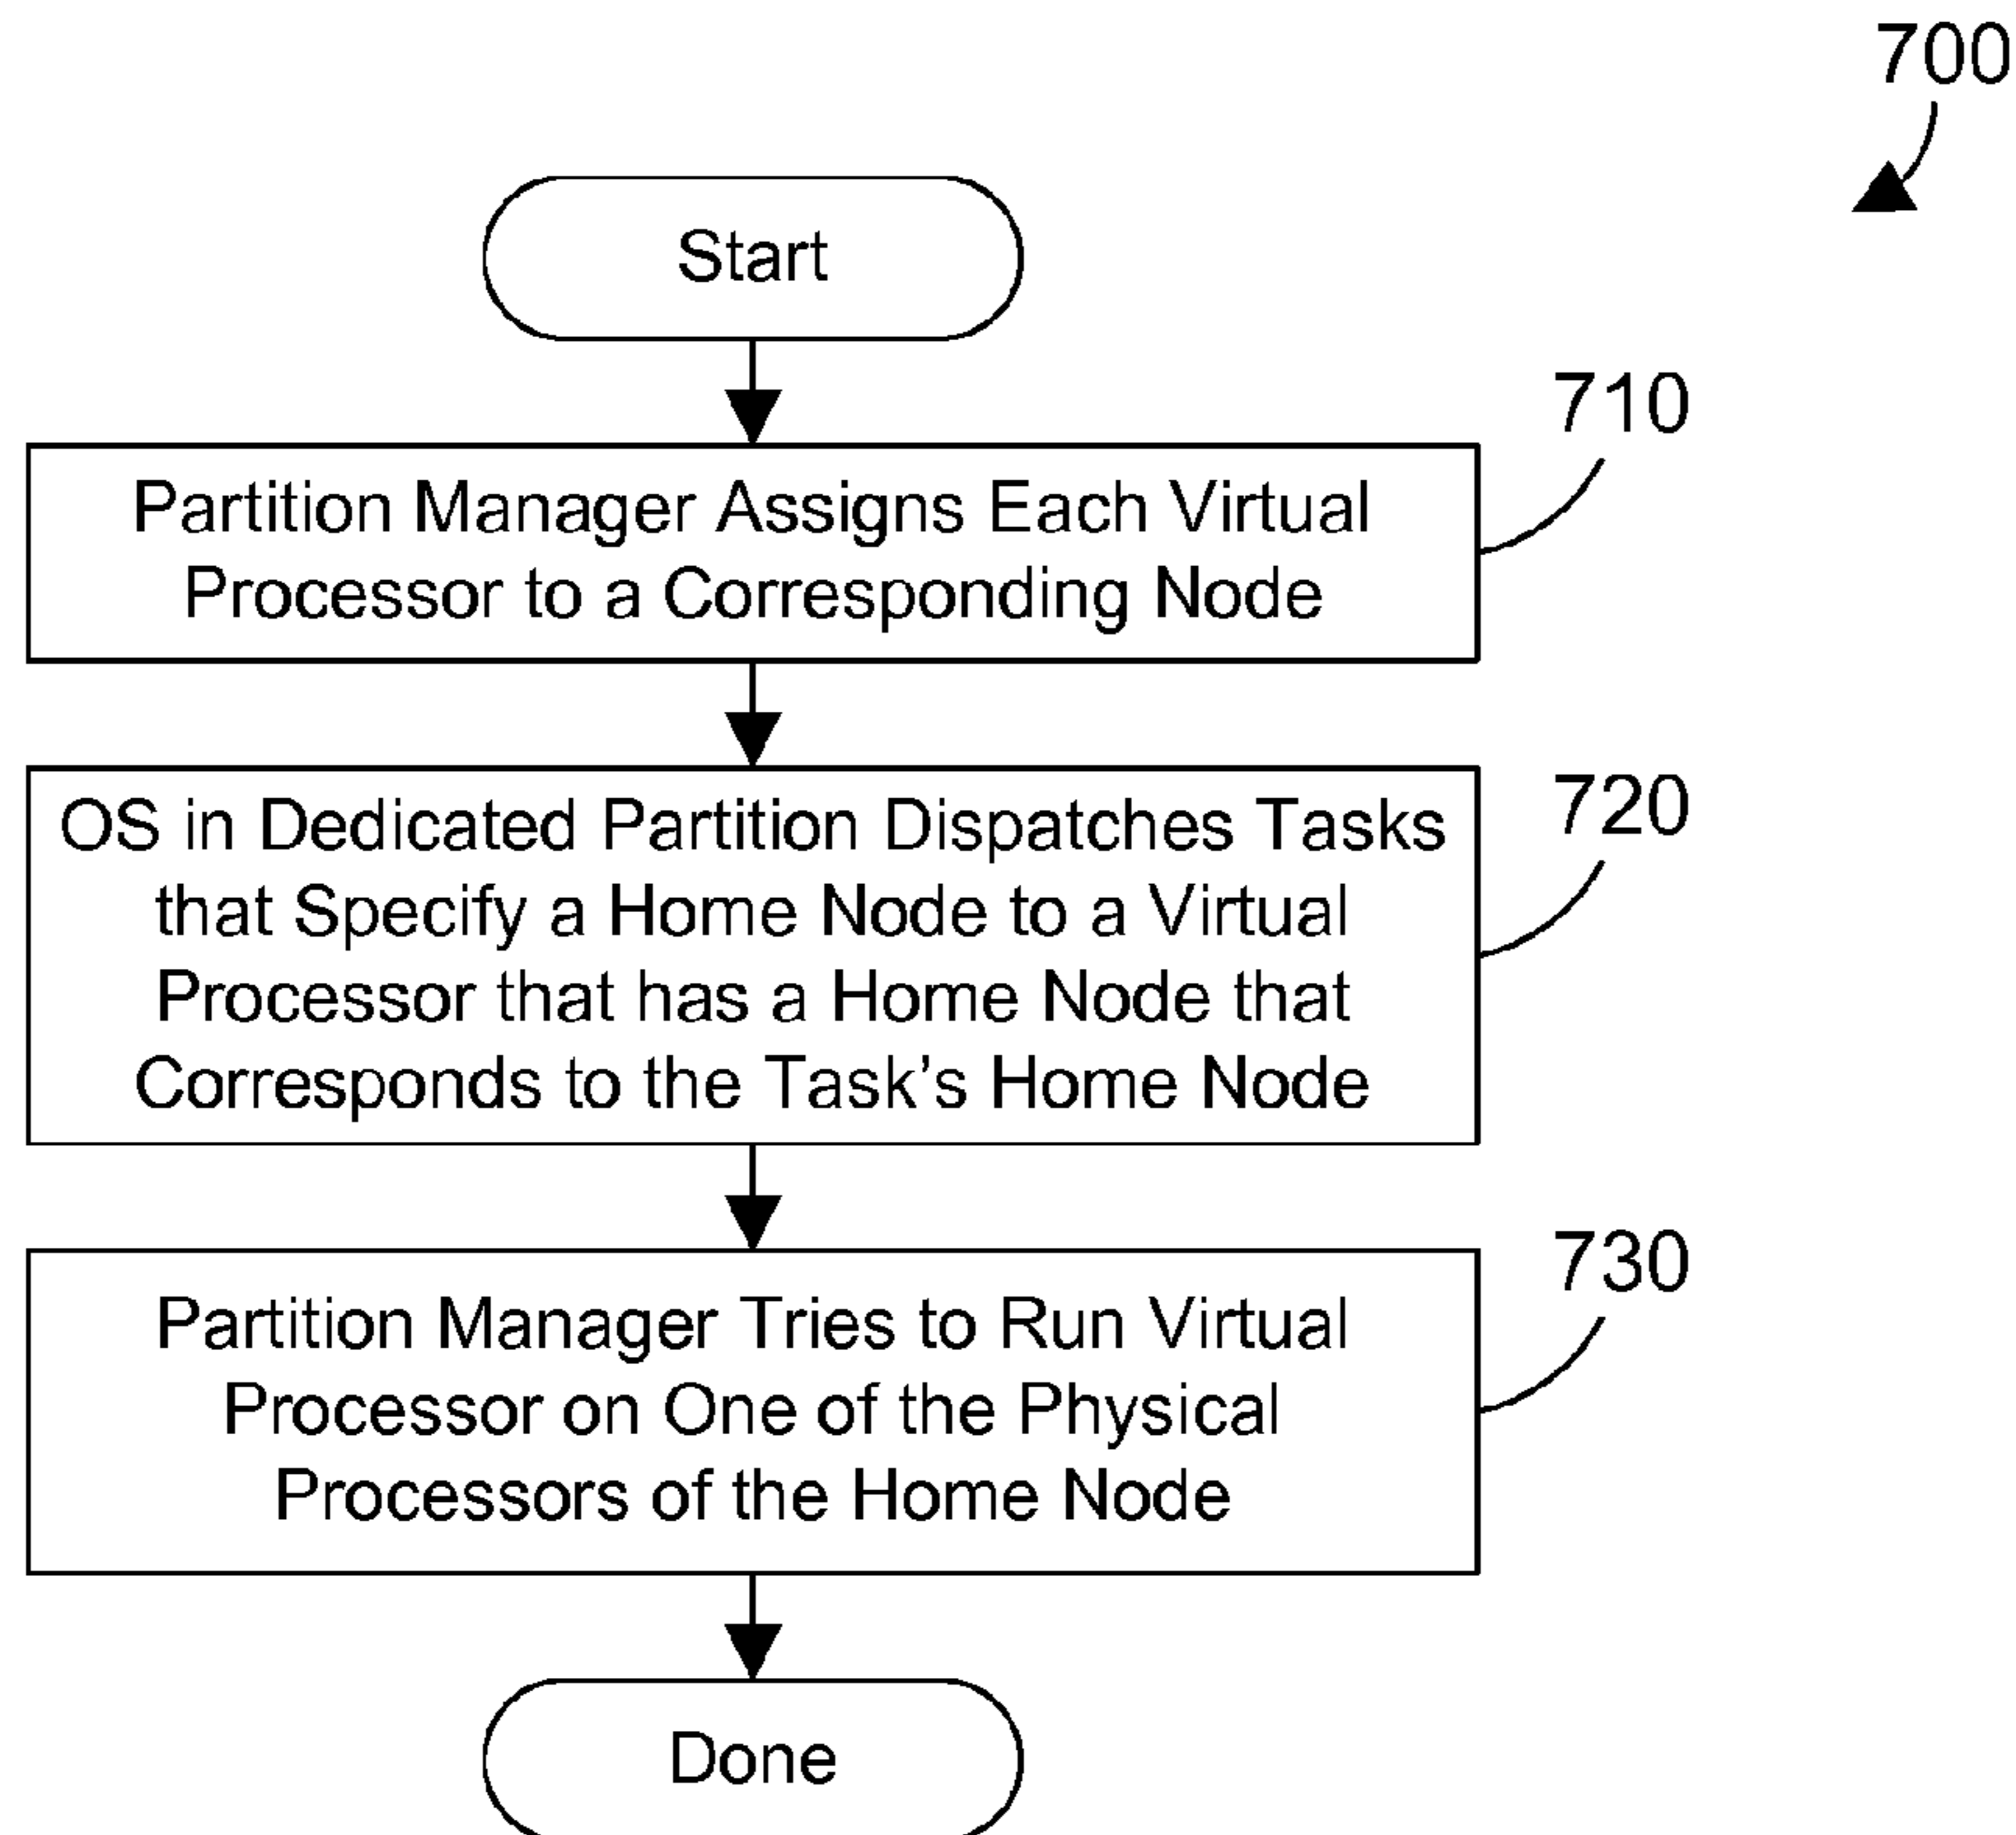 700
Start
710
Partition Manager Assigns Each Virtual
Processor to a Corresponding Node
720
OS in Dedicated Partition Dispatches Tasks
that Specify a Home Node to a Virtual
Processor that has a Home Node that
Corresponds to the Task’s Home Node
730
Partition Manager Tries to Run Virtual
Processor on One of the Physical
Processors of the Home Node
Done